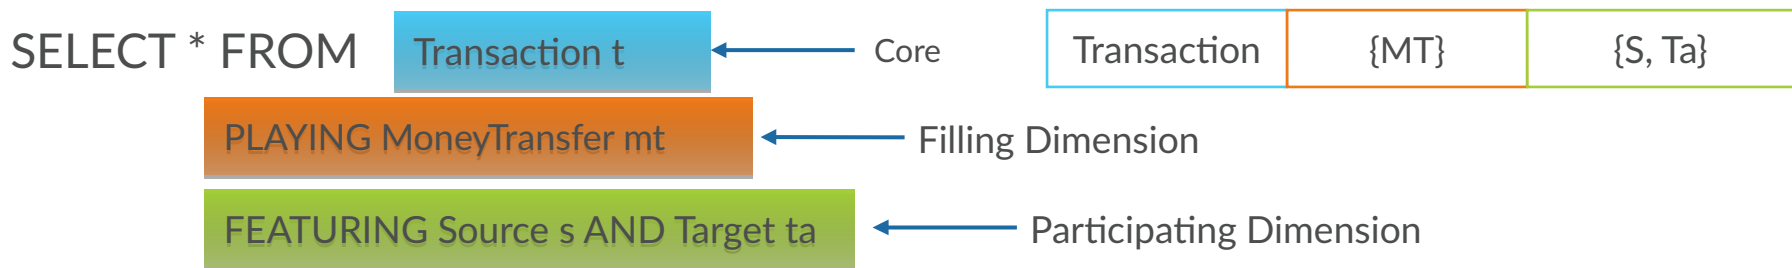 SELECT * FROM Transaction t Core Transaction {MT} {S, Ta}
PLAYING MoneyTransfer mt Filling Dimension
FEATURING Source s AND Target ta Participating Dimension